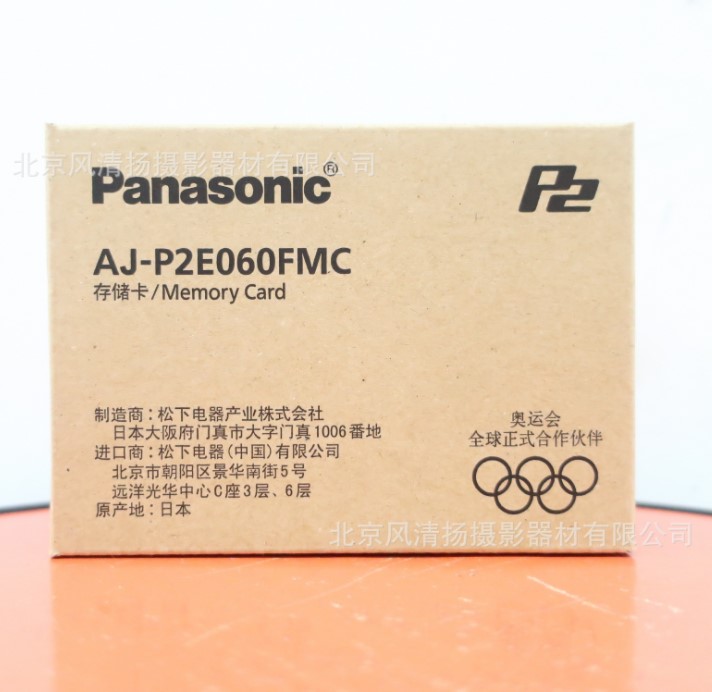 北京风清扬摄影器材有限公司
Panasonic
P2
AJ-P2E060FMC
存储卡/Memory Card
制造商:松下电器产业株式会社
日本大阪府门真市大字门真1006番地
进口商:松下电器(中国)有限公司
北京市朝阳区景华南街5号
远洋光华中心C座3层、6层
原产地:日本
奥运会
全球正式合作伙伴
北京风清扬摄影器材有限公司